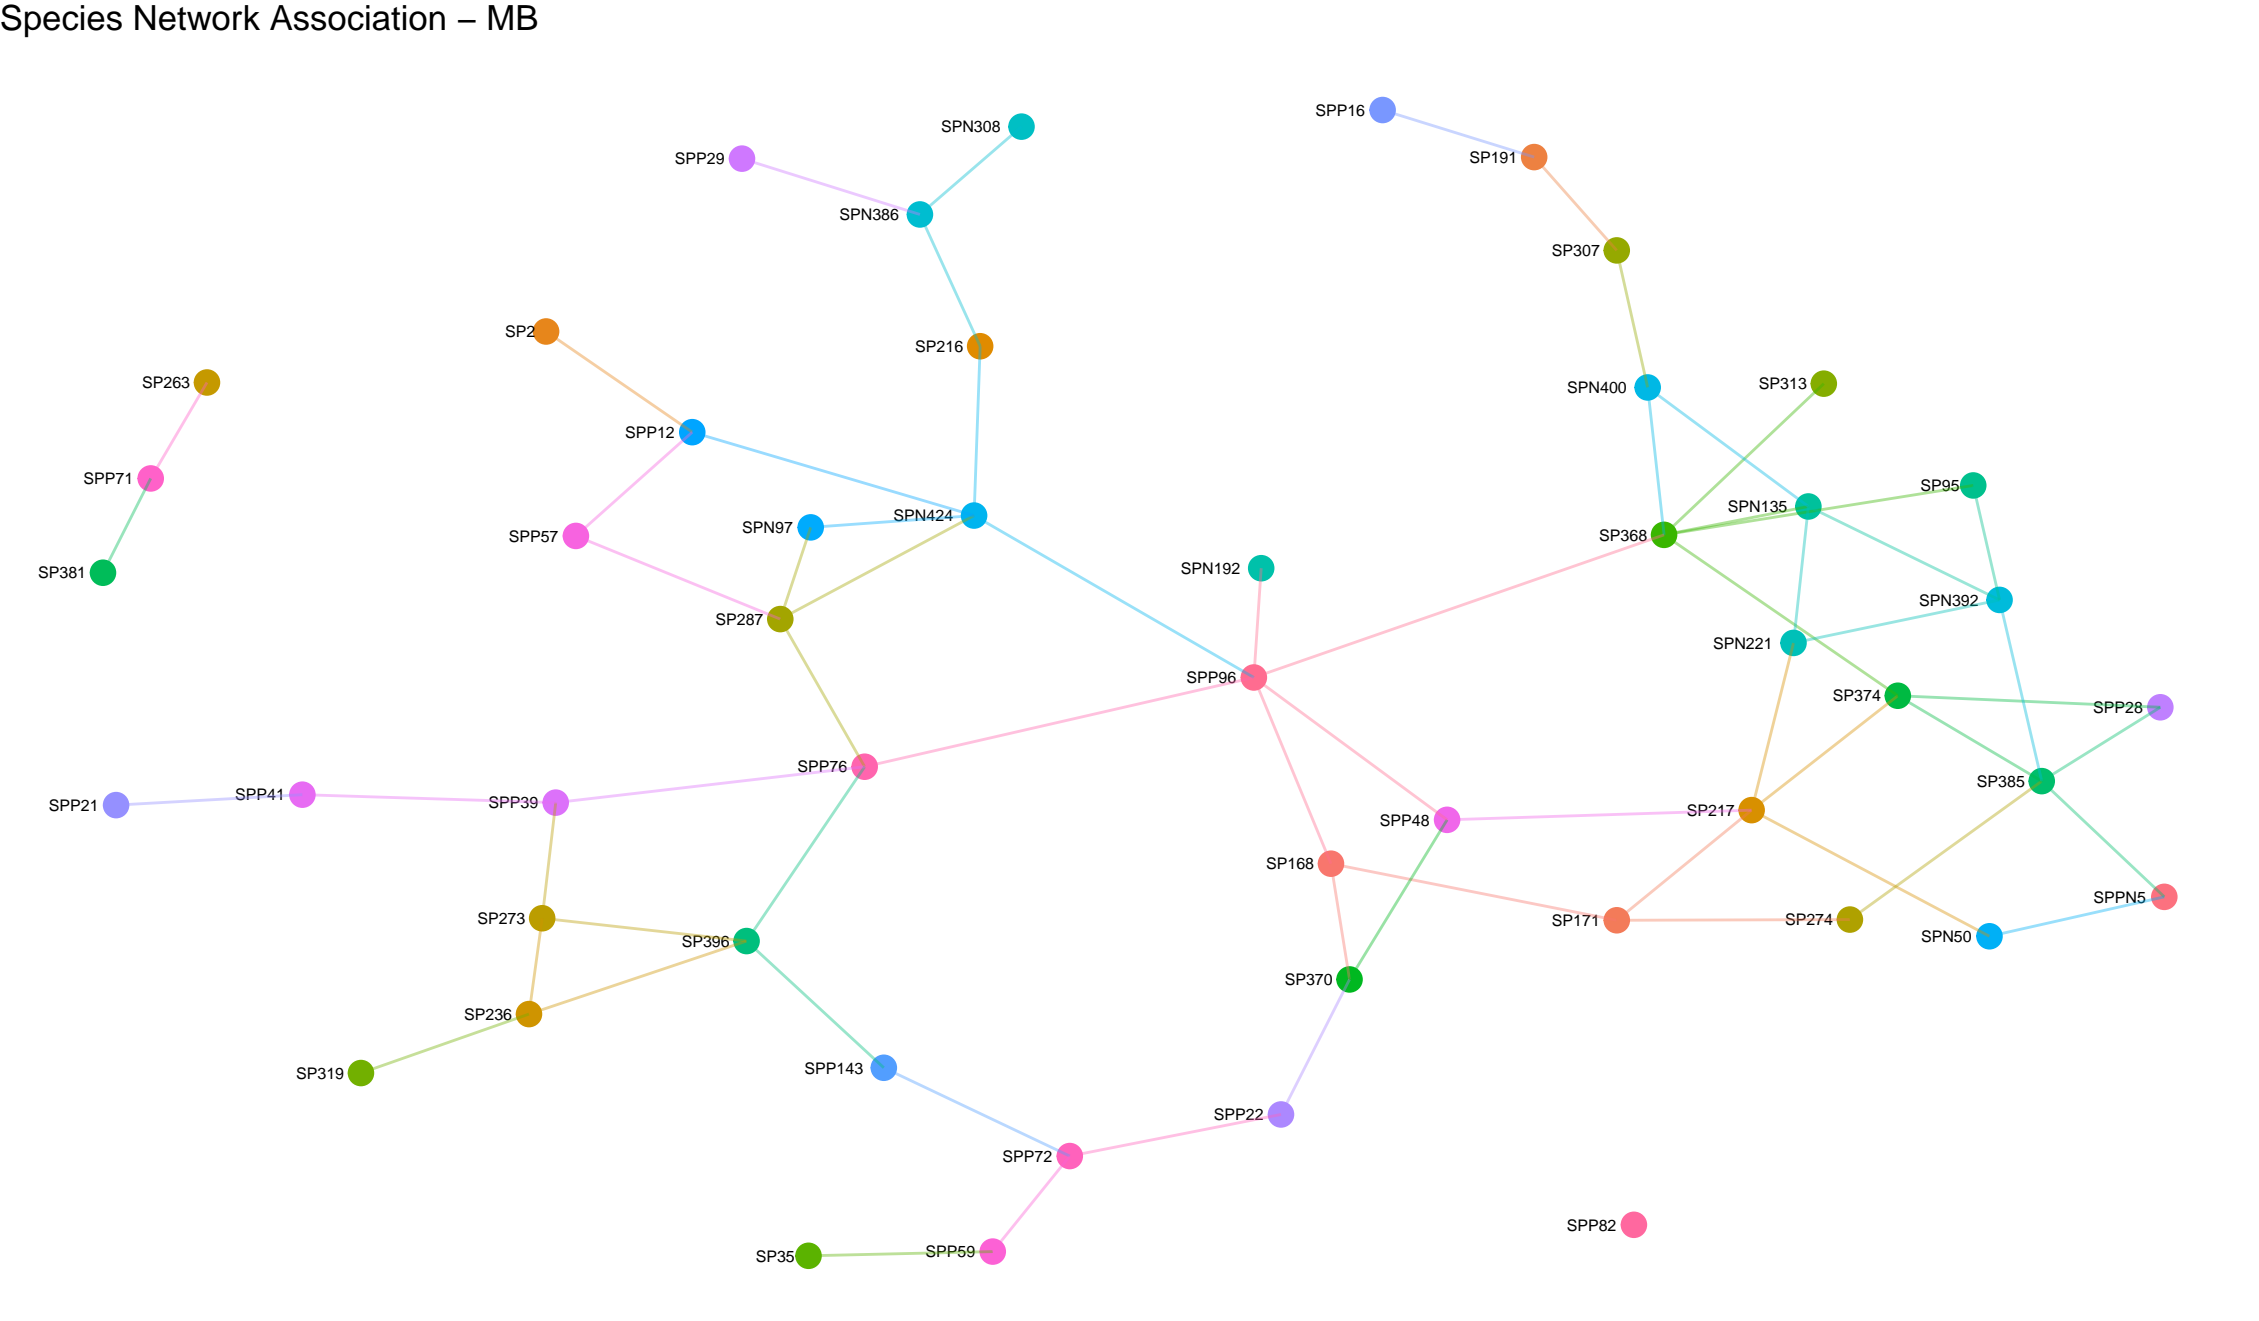 Species Network Association – MB
SPP16
SPN308
SPP29
SP191
SPN386
SP307
SP2
SP216
SP263
SPN400
SP313
SPP12
SPP71
SP95
SPN135
SPN424
SPN97
SPP57
SP368
SPN192
SP381
SPN392
SP287
SPN221
SPP96
SP374
SPP28
SPP76
SP385
SPP41
SPP39
SPP21
SP217
SPP48
SP168
SPPN5
SP273
SP171
SP274
SPN50
SP396
SP370
SP236
SPP143
SP319
SPP22
SPP72
SPP82
SPP59
SP35